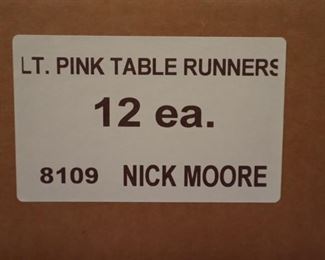 LT. PINK TABLE RUNNERS
12 ea.
8109 NICK MOORE